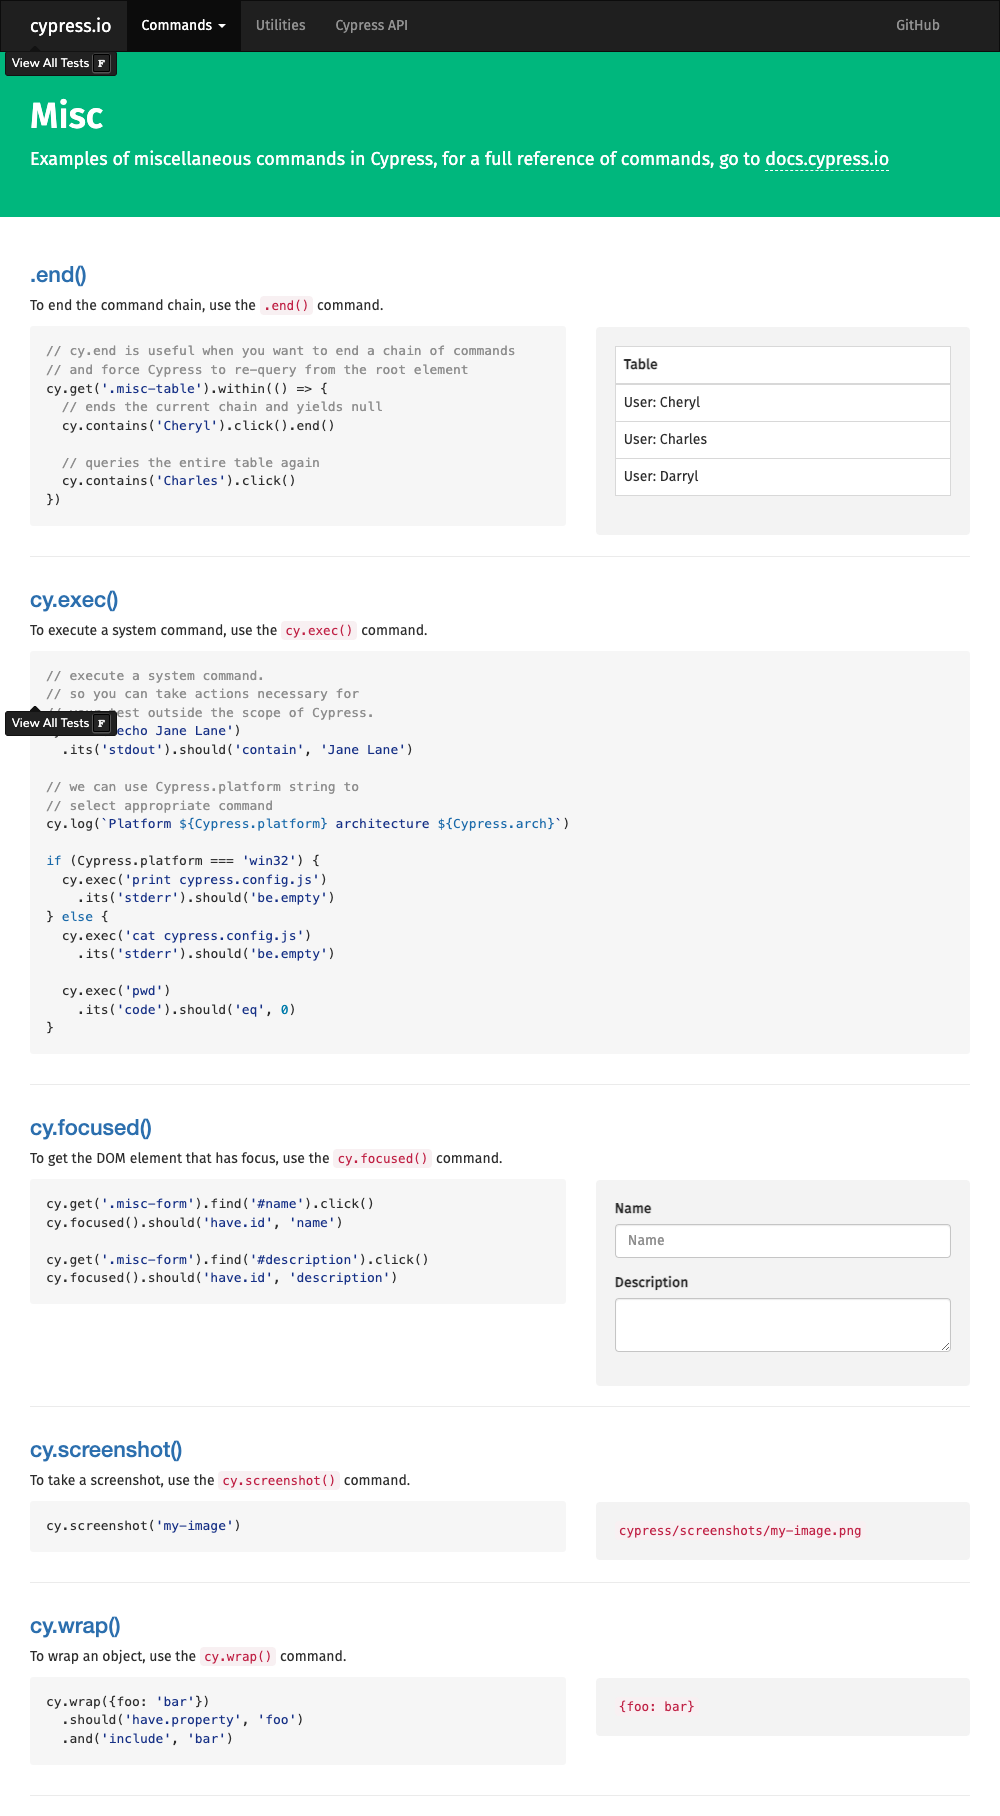 cypress.io Commands Utilities Cypress API GitHub
View All Tests F
Misc
Examples of miscellaneous commands in Cypress, for a full reference of commands, go to docs.cypress.io
.end()
To end the command chain, use the .end() command.
// cy.end is useful when you want to end a chain of commands
// and force Cypress to re-query from the root element
cy.get('.misc-table').within(() => {
  // ends the current chain and yields null
  cy.contains('Cheryl').click().end()
  // queries the entire table again
  cy.contains('Charles').click()
})
Table
User: Cheryl
User: Charles
User: Darryl
cy.exec()
To execute a system command, use the cy.exec() command.
// execute a system command.
// so you can take actions necessary for
test outside the scope of Cypress.
View All Tests F
echo Jane Lane')
  .its('stdout').should('contain', 'Jane Lane')
// we can use Cypress.platform string to
// select appropriate command
cy.log(`Platform ${Cypress.platform} architecture ${Cypress.arch}`)
if (Cypress.platform === 'win32') {
  cy.exec('print cypress.config.js')
    .its('stderr').should('be.empty')
} else {
  cy.exec('cat cypress.config.js')
    .its('stderr').should('be.empty')
  cy.exec('pwd')
    .its('code').should('eq', 0)
}
cy.focused()
To get the DOM element that has focus, use the cy.focused() command.
cy.get('.misc-form').find('#name').click()
cy.focused().should('have.id', 'name')
cy.get('.misc-form').find('#description').click()
cy.focused().should('have.id', 'description')
Name
Name
Description
cy.screenshot()
To take a screenshot, use the cy.screenshot() command.
cy.screenshot('my-image')
cypress/screenshots/my-image.png
cy.wrap()
To wrap an object, use the cy.wrap() command.
cy.wrap({foo: 'bar'})
  .should('have.property', 'foo')
  .and('include', 'bar')
{foo: bar}